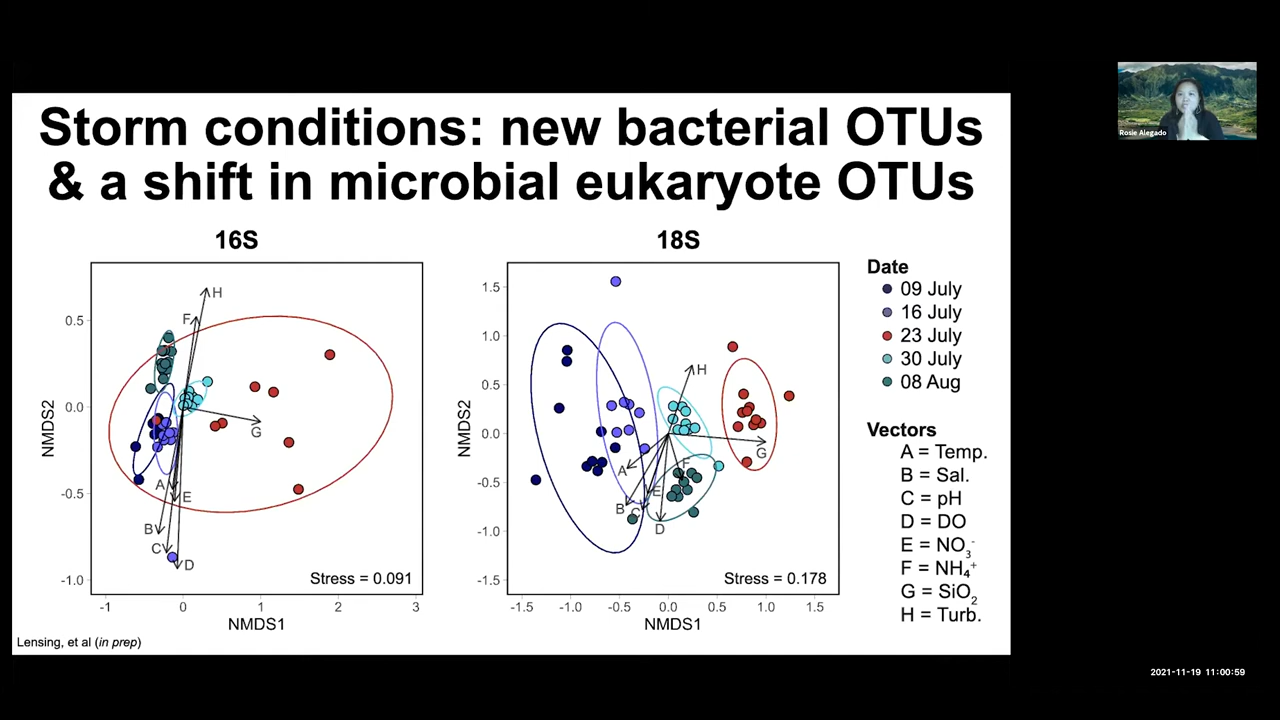 Storm conditions: new bacterial OTUs
& a shift in microbial eukaryote OTUs
16S
NMDS2
0.5
0.0
-0.5
-1.0
H
F
G
A
E
B
C
D
Stress = 0.091
-1
0
1
2
3
NMDS1
18S
NMDS2
1.5
1.0
0.5
0.0
-0.5
-1.0
-1.5
H
G
A
F
E
B
C
D
Stress = 0.178
-1.5
-1.0
-0.5
0.0
0.5
1.0
1.5
NMDS1
Date
09 July
16 July
23 July
30 July
08 Aug
Vectors
A = Temp.
B = Sal.
C = pH
D = DO
E = NO₃⁻
F = NH₄⁺
G = SiO₂
H = Turb.
Lensing, et al (in prep)
Rosie Alegado
2021-11-19 11:00:59